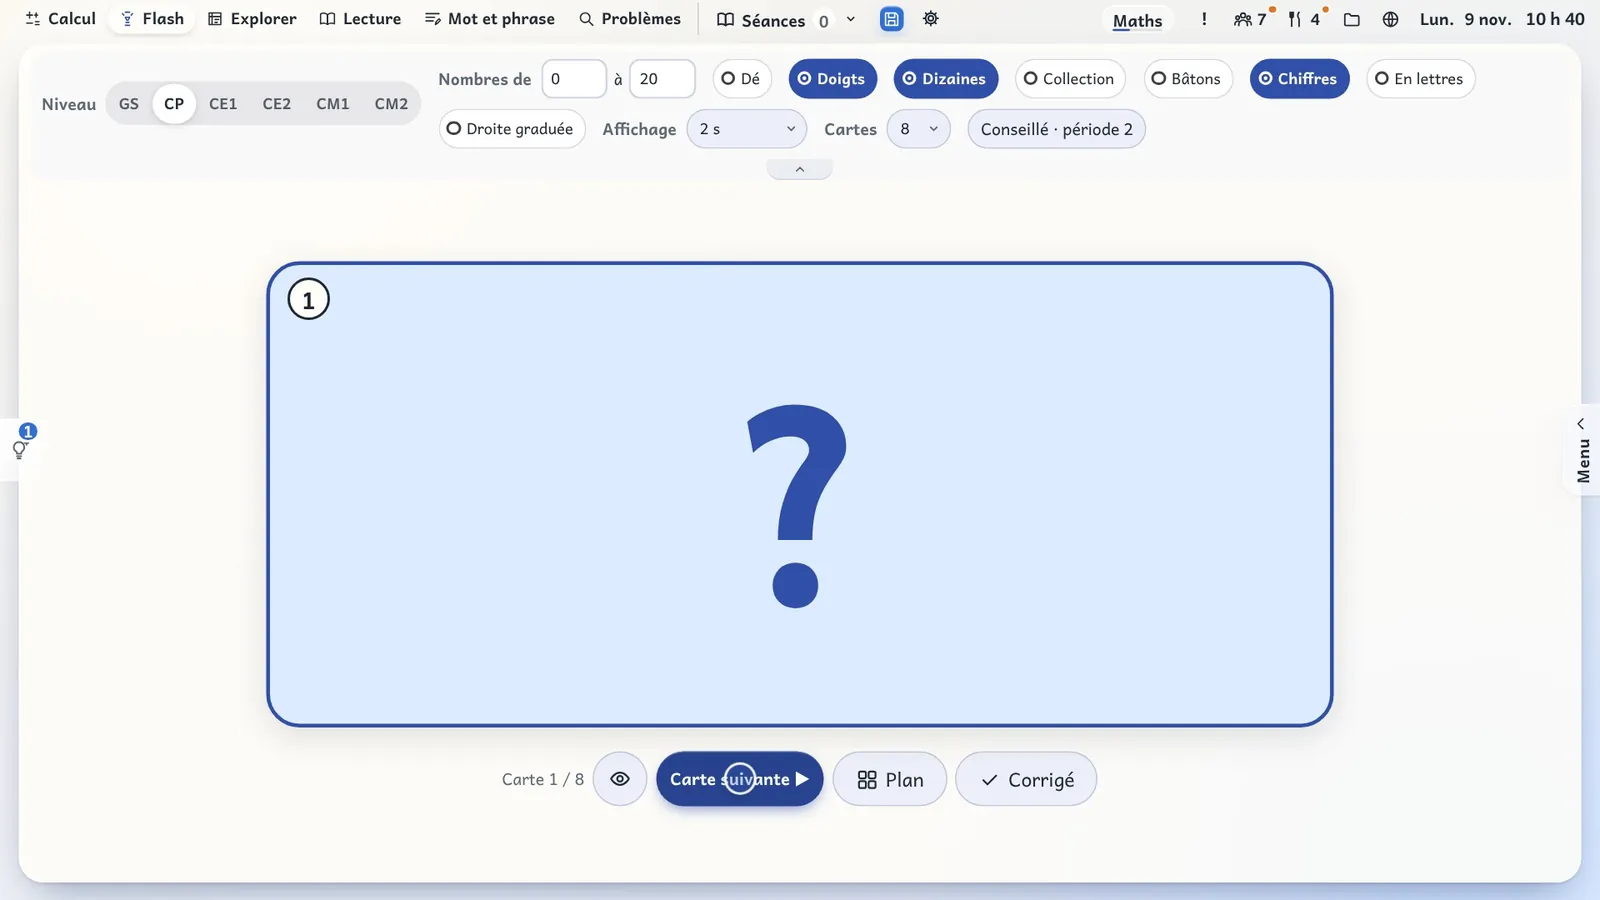 Calcul Flash Explorer Lecture Mot et phrase Problèmes Séances 0 Maths ! 7 4 Lun. 9 nov. 10 h 40
Niveau GS CP CE1 CE2 CM1 CM2
Nombres de 0 à 20 Dé Doigts Dizaines Collection Bâtons Chiffres En lettres
Droite graduée Affichage 2 s Cartes 8 Conseillé · période 2
1
?
1
Menu
Carte 1 / 8 Carte suivante Plan Corrigé